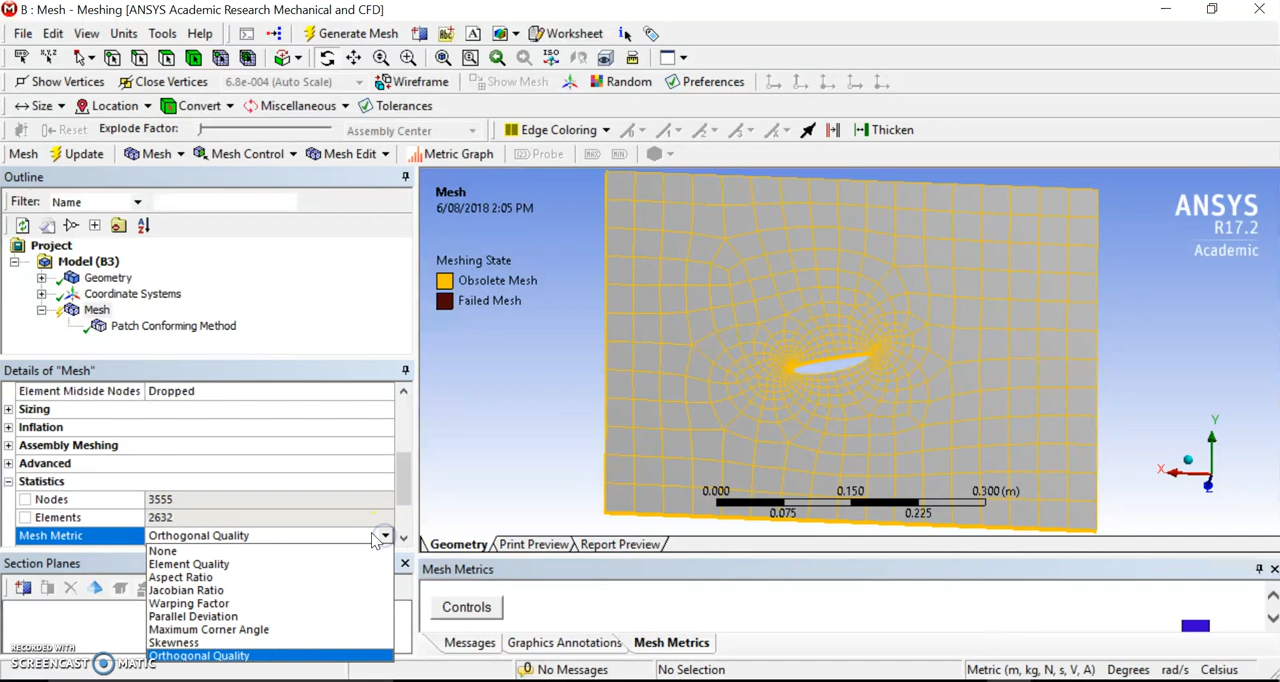 B : Mesh - Meshing [ANSYS Academic Research Mechanical and CFD]
File Edit View Units Tools Help Generate Mesh A Worksheet i
ISO
Show Vertices Close Vertices 6.8e-004 (Auto Scale) Wireframe Show Mesh Random Preferences
Size Location Convert Miscellaneous Tolerances
Reset Explode Factor: Assembly Center Edge Coloring Thicken
Mesh Update Mesh Mesh Control Mesh Edit Metric Graph Probe MAX MIN
Outline
Filter: Name
Project
Model (B3)
Geometry
Coordinate Systems
Mesh
Patch Conforming Method
Details of "Mesh"
Element Midside Nodes Dropped
Sizing
Inflation
Assembly Meshing
Advanced
Statistics
Nodes 3555
Elements 2632
Mesh Metric Orthogonal Quality
None
Element Quality
Aspect Ratio
Jacobian Ratio
Warping Factor
Parallel Deviation
Maximum Corner Angle
Skewness
Orthogonal Quality
Section Planes
RECORDED WITH
SCREENCAST MATIC
Mesh
6/08/2018 2:05 PM
Meshing State
Obsolete Mesh
Failed Mesh
ANSYS
R17.2
Academic
0.000 0.150 0.300 (m)
0.075 0.225
Y
X
Z
Geometry Print Preview Report Preview
Mesh Metrics
Controls
Messages Graphics Annotations Mesh Metrics
0 No Messages No Selection Metric (m, kg, N, s, V, A) Degrees rad/s Celsius